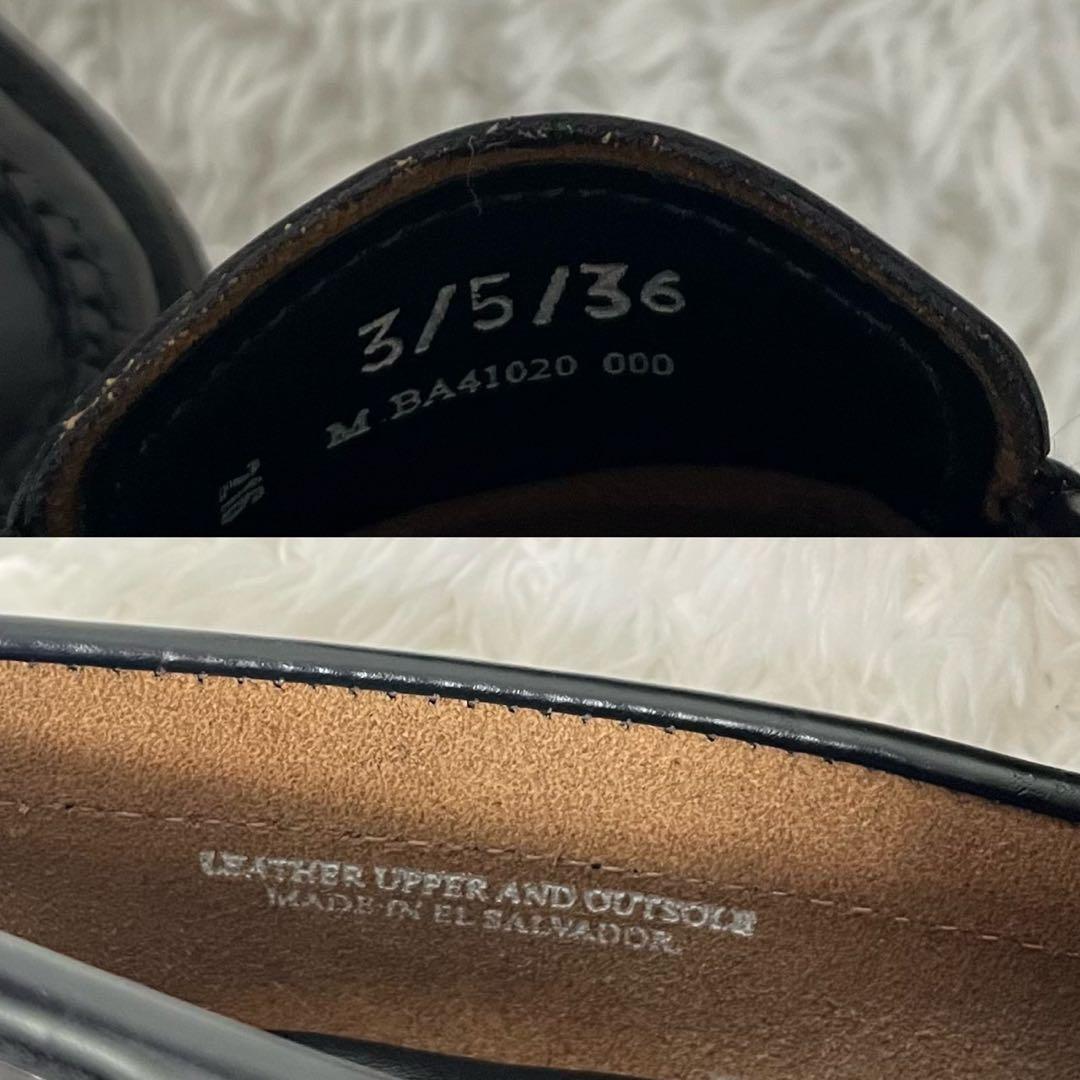 3/5/36
M BA41020 000
LEATHER UPPER AND OUTSOLE
MADE IN EL SALVADOR